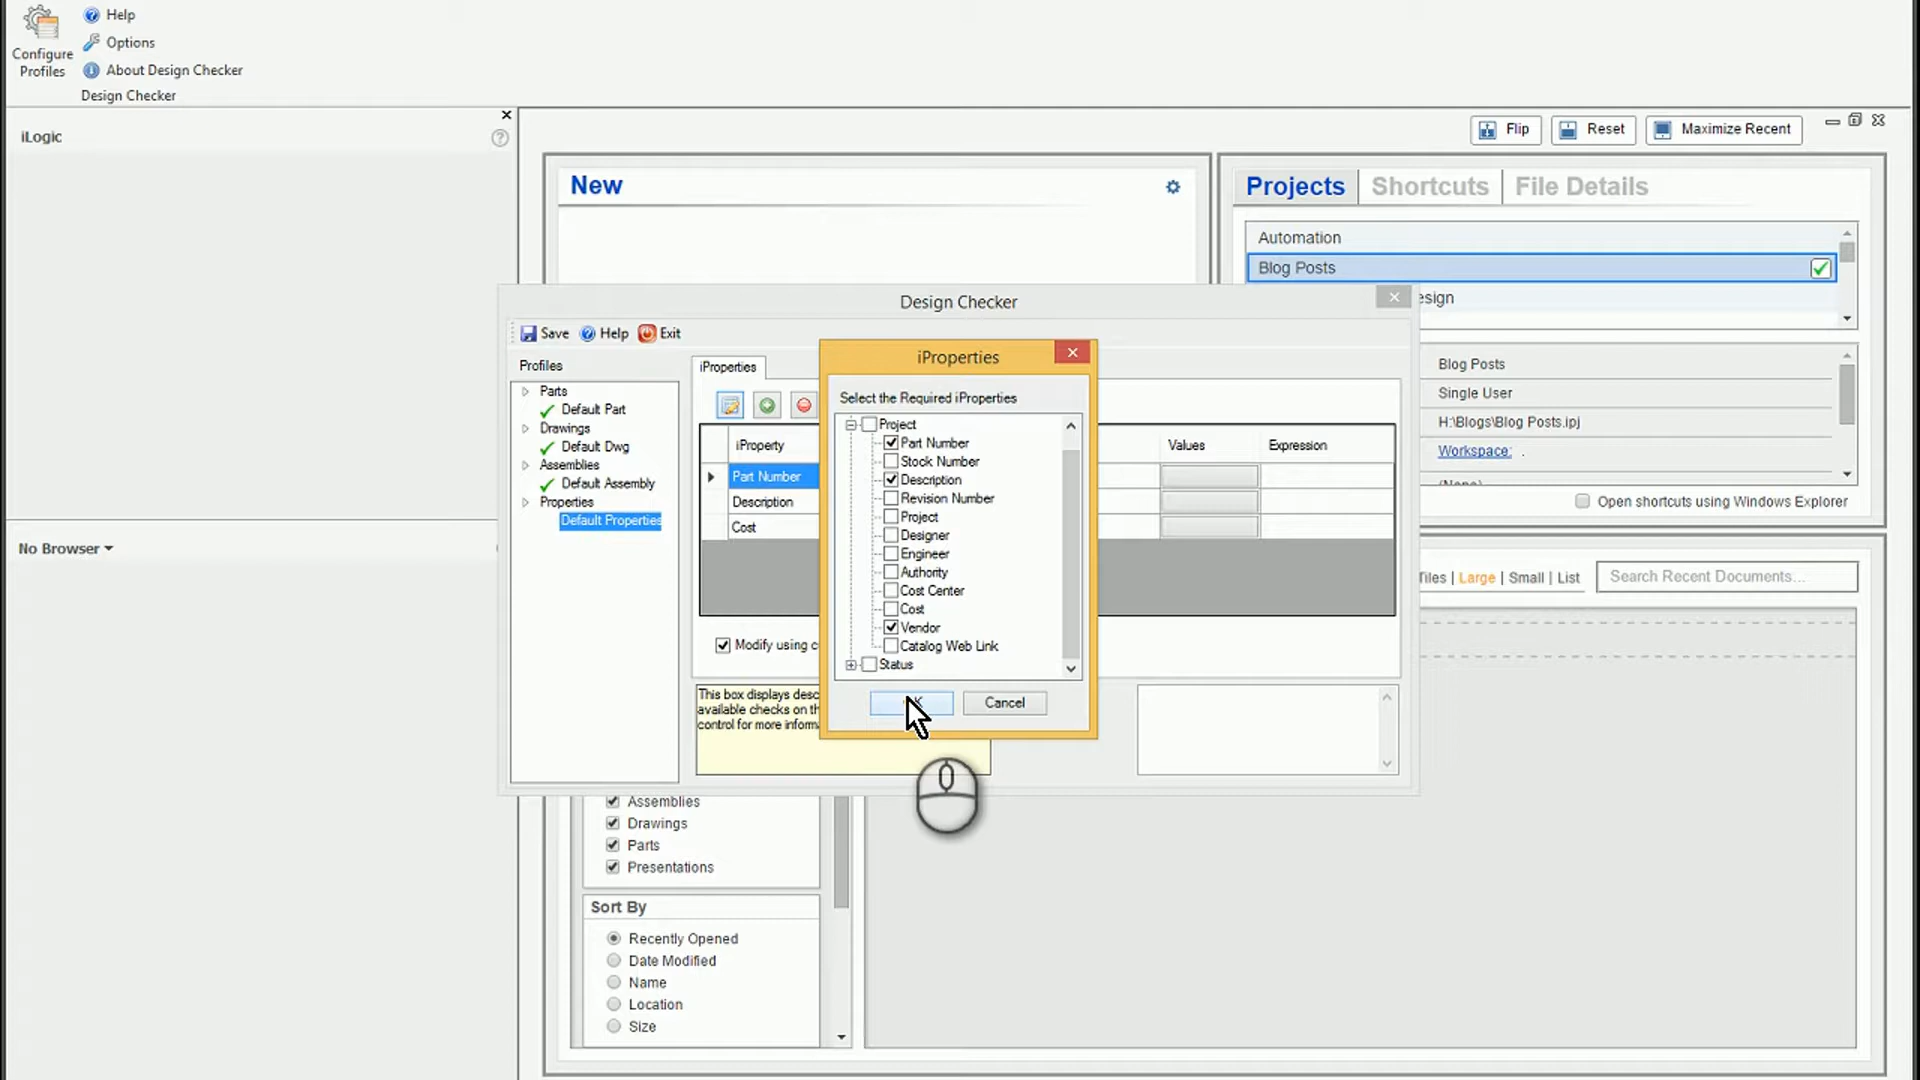 Configure
Profiles
Help
Options
About Design Checker
Design Checker
iLogic
No Browser
Flip
Reset
Maximize Recent
New
Projects
Shortcuts
File Details
Automation
Blog Posts
esign
Blog Posts
Single User
H:\Blogs\Blog Posts.ipj
Workspace: .
Open shortcuts using Windows Explorer
Large | Small | List
Search Recent Documents...
Design Checker
Save
Help
Exit
Profiles
Parts
Default Part
Drawings
Default Dwg
Assemblies
Default Assembly
Properties
Default Properties
iProperties
iProperty
Values
Expression
Part Number
Description
Cost
Modify using c
This box displays desc
available checks on th
control for more inform
iProperties
Select the Required iProperties
Project
Part Number
Stock Number
Description
Revision Number
Project
Designer
Engineer
Authority
Cost Center
Cost
Vendor
Catalog Web Link
Status
Cancel
Assemblies
Drawings
Parts
Presentations
Sort By
Recently Opened
Date Modified
Name
Location
Size